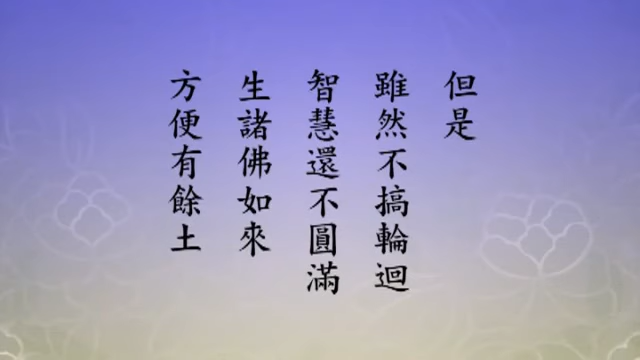 但是
雖然不搞輪迴
智慧還不圓滿
生諸佛如來
方便有餘土